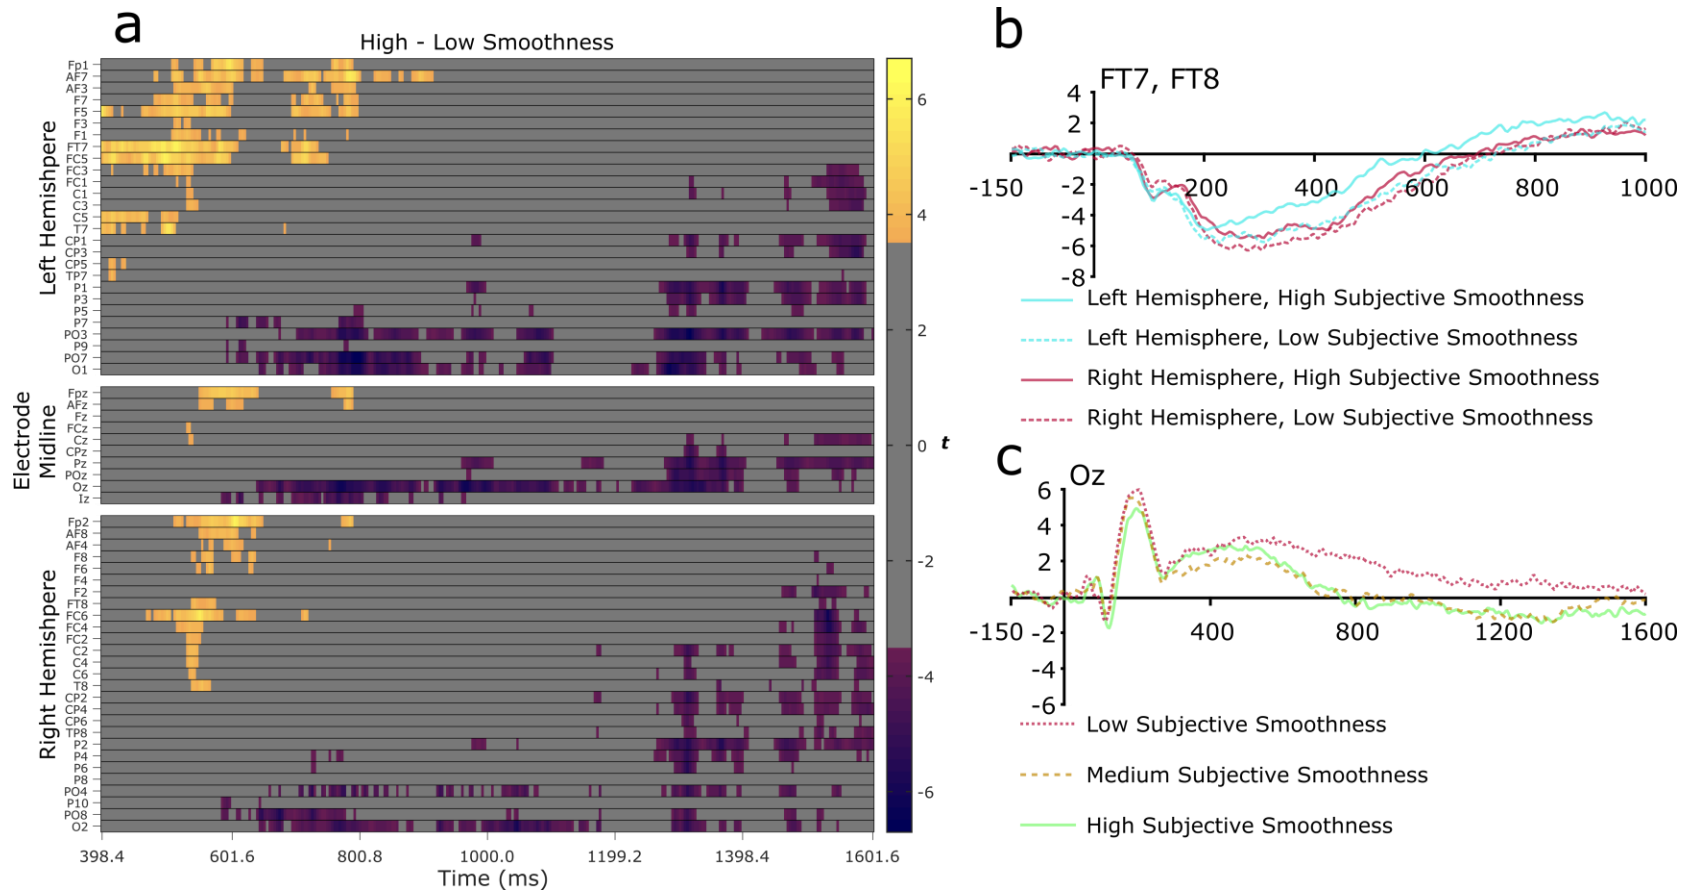 a
High - Low Smoothness
Left Hemishpere
Fp1
AF7
AF3
F7
F5
F3
F1
FT7
FC5
FC3
FC1
C1
C3
C5
T7
CP1
CP3
CP5
TP7
P1
P3
P5
P7
PO3
P9
PO7
O1
Electrode
Midline
Fpz
AFz
Fz
FCz
Cz
CPz
Pz
POz
Oz
Iz
Right Hemishpere
Fp2
AF8
AF4
F8
F6
F4
F2
FT8
FC6
FC4
FC2
C2
C4
C6
T8
CP2
CP4
CP6
TP8
P2
P4
P6
P8
PO4
P10
PO8
O2
398.4 601.6 800.8 1000.0 1199.2 1398.4 1601.6
Time (ms)
6
4
2
0
-2
-4
-6
t
b
FT7, FT8
4
2
-2
-4
-6
-8
-150 200 400 600 800 1000
Left Hemisphere, High Subjective Smoothness
Left Hemisphere, Low Subjective Smoothness
Right Hemisphere, High Subjective Smoothness
Right Hemisphere, Low Subjective Smoothness
c
Oz
6
4
2
-2
-4
-6
-150 400 800 1200 1600
Low Subjective Smoothness
Medium Subjective Smoothness
High Subjective Smoothness